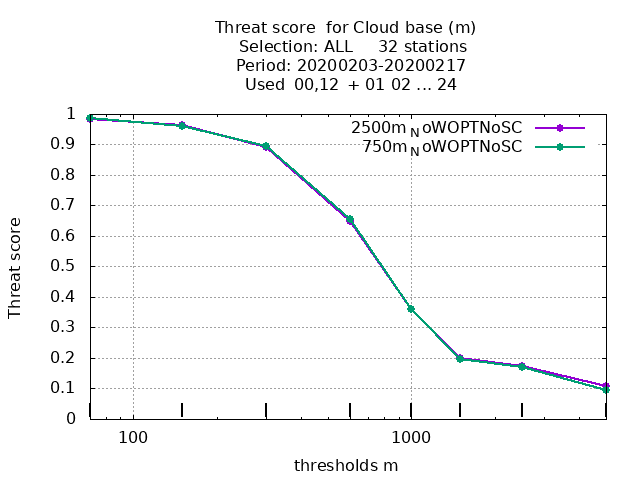 Threat score  for Cloud base (m)
Selection: ALL     32 stations
Period: 20200203-20200217
Used  00,12  + 01 02 ... 24
2500m_NoWOPTNoSC
750m_NoWOPTNoSC
1
0.9
0.8
0.7
0.6
0.5
0.4
0.3
0.2
0.1
0
Threat score
100
1000
thresholds m